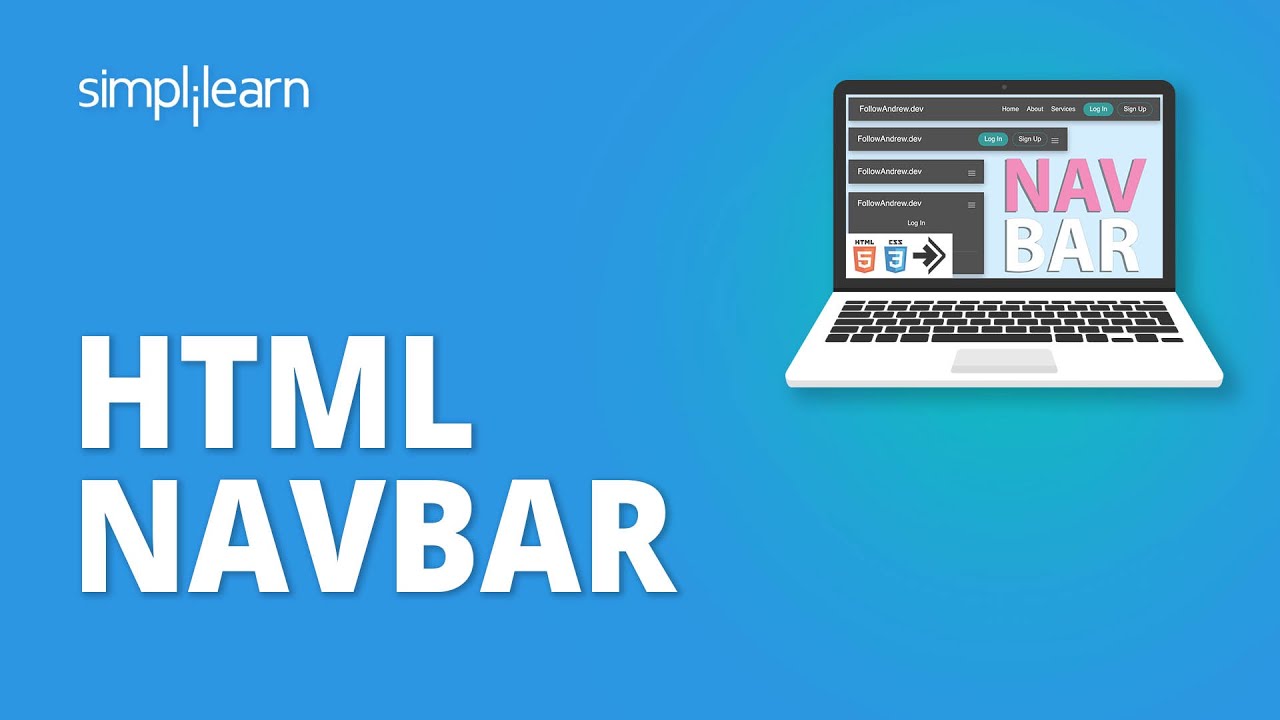 simplilearn
HTML
NAVBAR
FollowAndrew.dev Home About Services Log In Sign Up
FollowAndrew.dev Log In Sign Up
FollowAndrew.dev
FollowAndrew.dev
Log In
NAV
BAR
HTML CSS
5 3